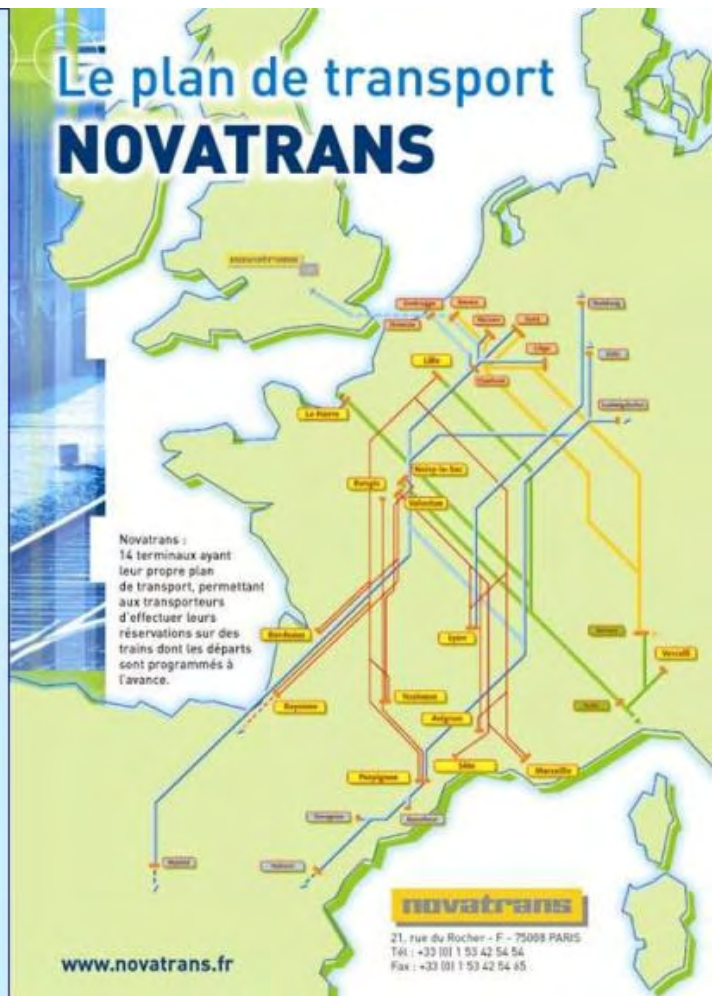 Le plan de transport
NOVATRANS
novatrans
Lille
Liège
Le Havre
Noisy-le-Sec
Rungis
Valenton
Novatrans :
14 terminaux ayant
leur propre plan
de transport, permettant
aux transporteurs
d'effectuer leurs
réservations sur des
trains dont les départs
sont programmés à
l'avance.
Bordeaux
Lyon
Vercelli
Bayonne
Toulouse
Avignon
Perpignan
Sète
Marseille
novatrans
21, rue du Rocher - F - 75008 PARIS
Tél : +33 (0) 1 53 42 54 54
Fax : +33 (0) 1 53 42 54 65
www.novatrans.fr